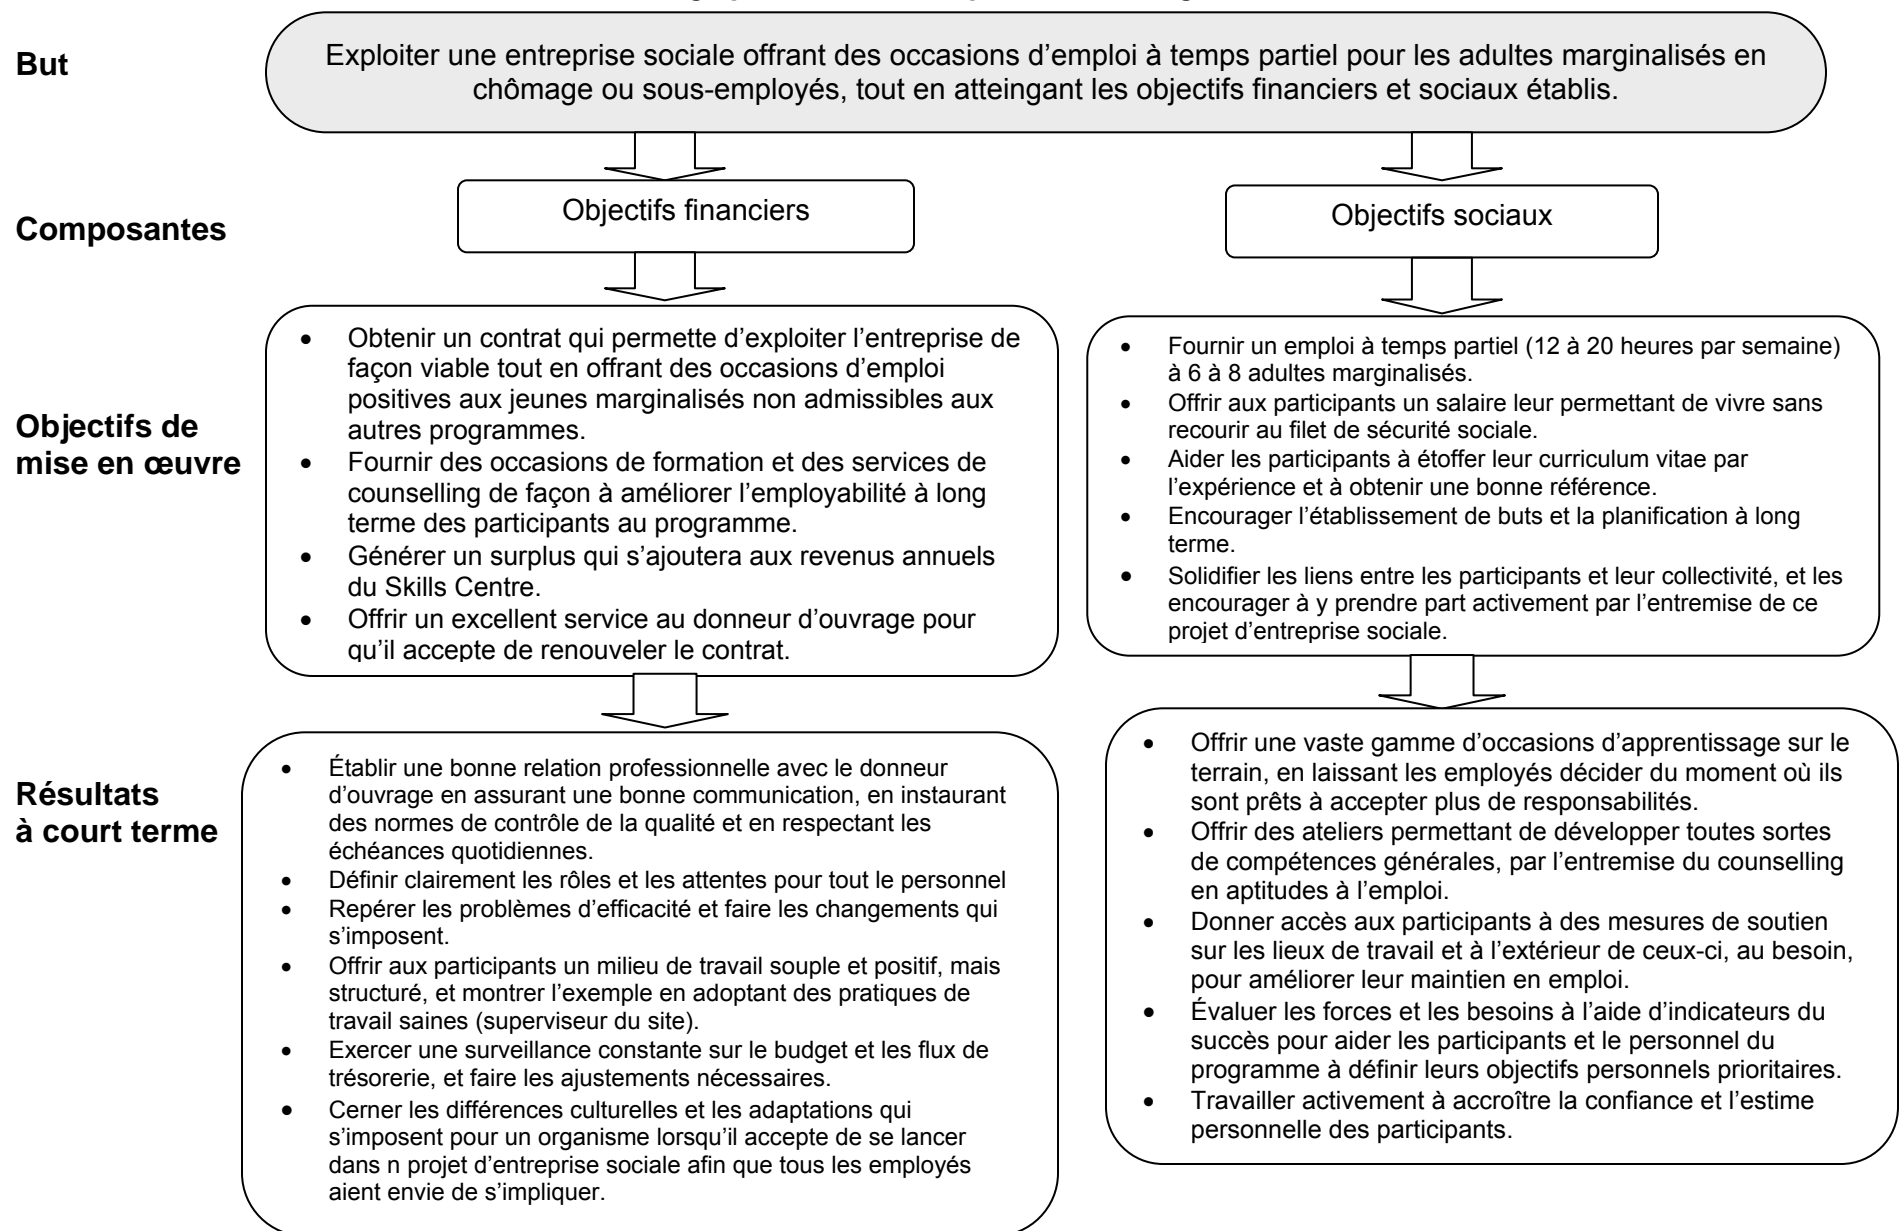 But
Exploiter une entreprise sociale offrant des occasions d’emploi à temps partiel pour les adultes marginalisés en
chômage ou sous-employés, tout en atteingant les objectifs financiers et sociaux établis.
Composantes
Objectifs financiers
Objectifs sociaux
Objectifs de
mise en œuvre
• Obtenir un contrat qui permette d’exploiter l’entreprise de
façon viable tout en offrant des occasions d’emploi
positives aux jeunes marginalisés non admissibles aux
autres programmes.
• Fournir des occasions de formation et des services de
counselling de façon à améliorer l’employabilité à long
terme des participants au programme.
• Générer un surplus qui s’ajoutera aux revenus annuels
du Skills Centre.
• Offrir un excellent service au donneur d’ouvrage pour
qu’il accepte de renouveler le contrat.
• Fournir un emploi à temps partiel (12 à 20 heures par semaine)
à 6 à 8 adultes marginalisés.
• Offrir aux participants un salaire leur permettant de vivre sans
recourir au filet de sécurité sociale.
• Aider les participants à étoffer leur curriculum vitae par
l’expérience et à obtenir une bonne référence.
• Encourager l’établissement de buts et la planification à long
terme.
• Solidifier les liens entre les participants et leur collectivité, et les
encourager à y prendre part activement par l’entremise de ce
projet d’entreprise sociale.
Résultats
à court terme
• Établir une bonne relation professionnelle avec le donneur
d’ouvrage en assurant une bonne communication, en instaurant
des normes de contrôle de la qualité et en respectant les
échéances quotidiennes.
• Définir clairement les rôles et les attentes pour tout le personnel
• Repérer les problèmes d’efficacité et faire les changements qui
s’imposent.
• Offrir aux participants un milieu de travail souple et positif, mais
structuré, et montrer l’exemple en adoptant des pratiques de
travail saines (superviseur du site).
• Exercer une surveillance constante sur le budget et les flux de
trésorerie, et faire les ajustements nécessaires.
• Cerner les différences culturelles et les adaptations qui
s’imposent pour un organisme lorsqu’il accepte de se lancer
dans n projet d’entreprise sociale afin que tous les employés
aient envie de s’impliquer.
• Offrir une vaste gamme d’occasions d’apprentissage sur le
terrain, en laissant les employés décider du moment où ils
sont prêts à accepter plus de responsabilités.
• Offrir des ateliers permettant de développer toutes sortes
de compétences générales, par l’entremise du counselling
en aptitudes à l’emploi.
• Donner accès aux participants à des mesures de soutien
sur les lieux de travail et à l’extérieur de ceux-ci, au besoin,
pour améliorer leur maintien en emploi.
• Évaluer les forces et les besoins à l’aide d’indicateurs du
succès pour aider les participants et le personnel du
programme à définir leurs objectifs personnels prioritaires.
• Travailler activement à accroître la confiance et l’estime
personnelle des participants.